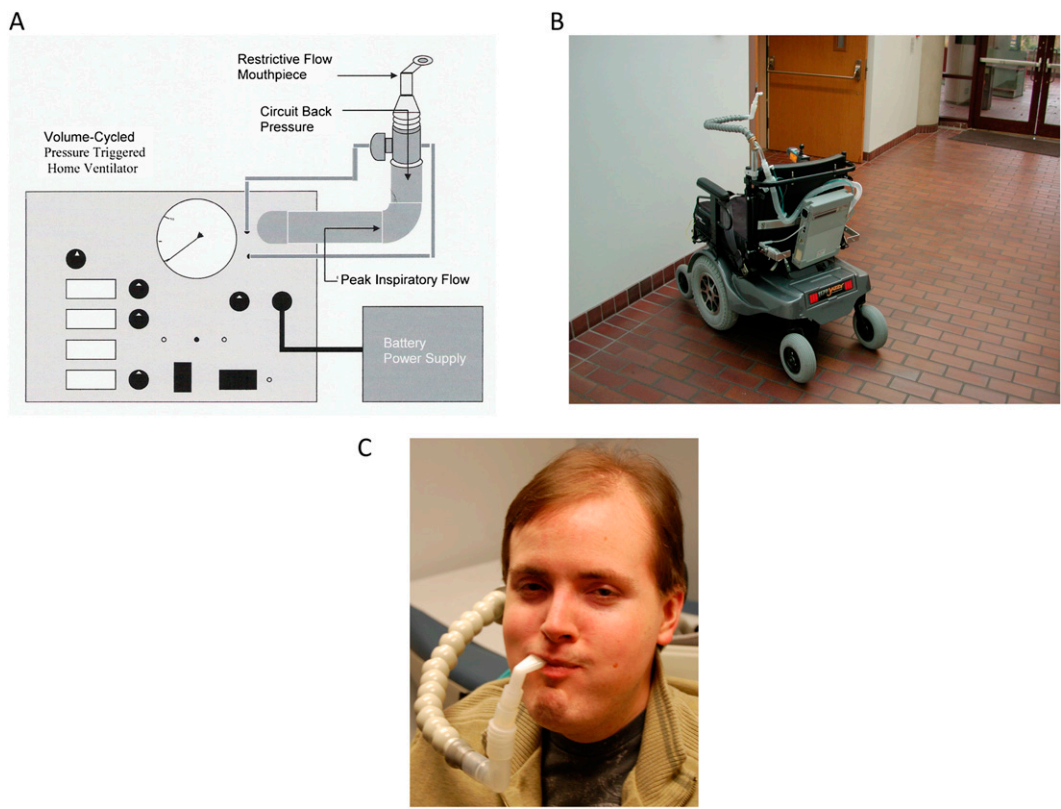 A
Restrictive Flow
Mouthpiece
Circuit Back
Pressure
Volume-Cycled
Pressure Triggered
Home Ventilator
Peak Inspiratory Flow
Battery
Power Supply
B
C